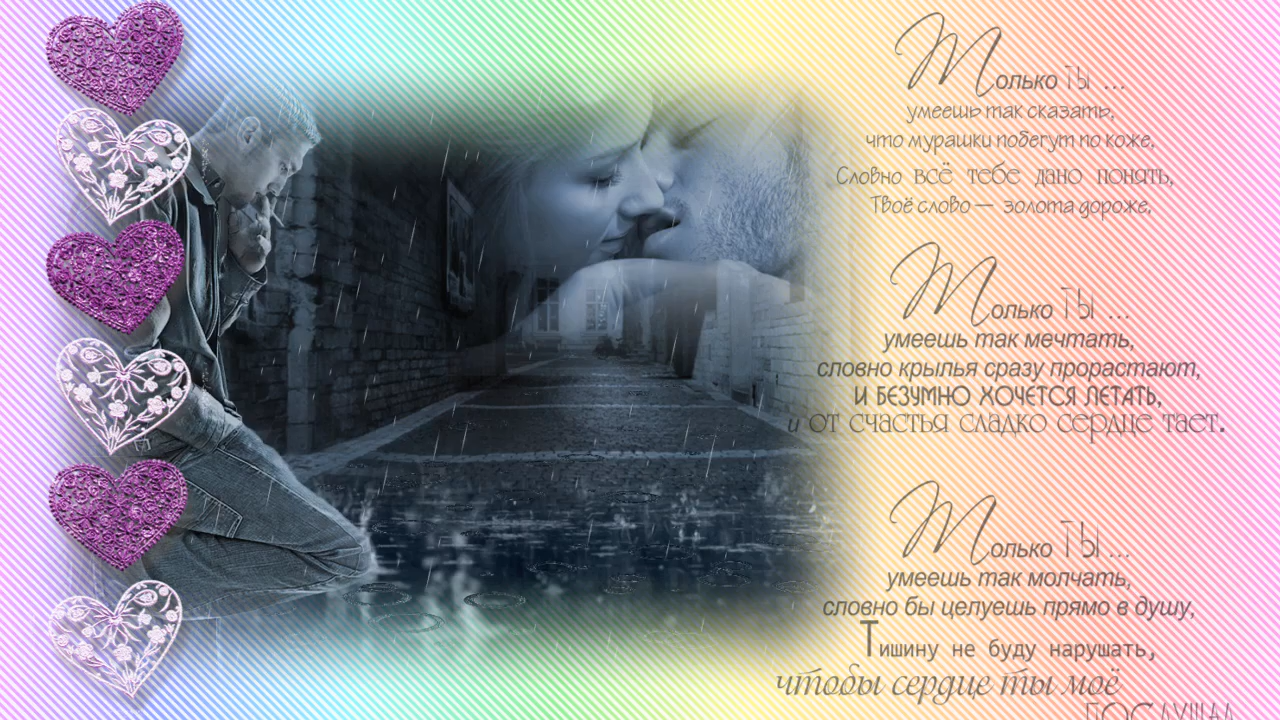 Только ты ...
умеешь так сказать,
что мурашки побегут по коже,
Словно всё тебе дано понять,
Твоё слово — золота дороже,
Только ты ...
умеешь так мечтать,
словно крылья сразу прорастают,
и безумно хочется летать,
и от счастья сладко сердце тает.
Только ты ...
умеешь так молчать,
словно бы целуешь прямо в душу,
Тишину не буду нарушать,
чтобы сердце ты моё